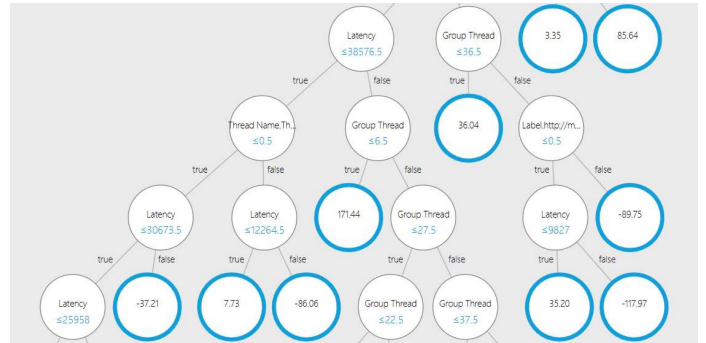 Latency
≤38576.5
Group Thread
≤36.5
3.35
85.64
true
false
true
false
Thread Name.Th...
≤0.5
Group Thread
≤6.5
36.04
Label.http://m...
≤0.5
true
false
true
false
true
false
Latency
≤30673.5
Latency
≤12264.5
171.44
Group Thread
≤27.5
Latency
≤9827
-89.75
true
false
true
false
true
false
true
false
Latency
≤25958
-37.21
7.73
-86.06
Group Thread
≤22.5
Group Thread
≤37.5
35.20
-117.97